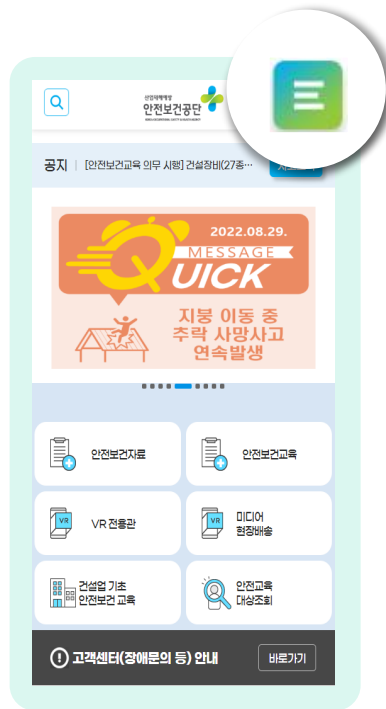 산업재해예방
안전보건공단
공지 | [안전보건교육 의무 시행] 건설장비(27종…
2022.08.29.
MESSAGE
QUICK
지붕 이동 중
추락 사망사고
연속발생
안전보건자료
안전보건교육
VR
VR 전용관
VR
미디어
현장배송
건설업 기초
안전보건 교육
안전교육
대상조회
고객센터(장애문의 등) 안내
바로가기